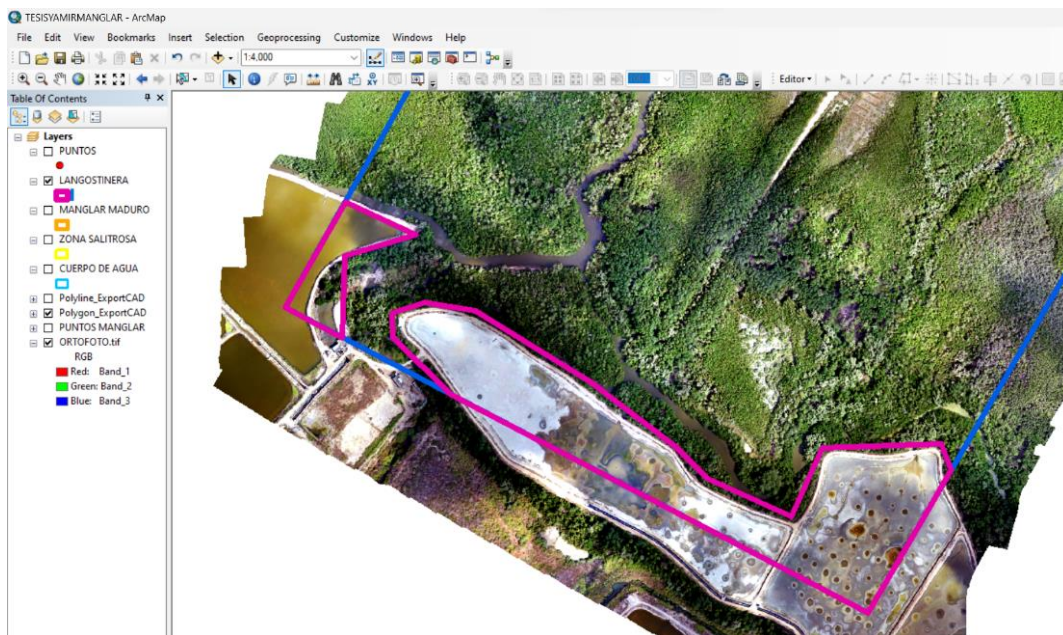 TESISYAMIRMANGLAR - ArcMap
File Edit View Bookmarks Insert Selection Geoprocessing Customize Windows Help
1:4,000
Editor
Table Of Contents
Layers
PUNTOS
LANGOSTINERA
MANGLAR MADURO
ZONA SALITROSA
CUERPO DE AGUA
Polyline_ExportCAD
Polygon_ExportCAD
PUNTOS MANGLAR
ORTOFOTO.tif
RGB
Red: Band_1
Green: Band_2
Blue: Band_3